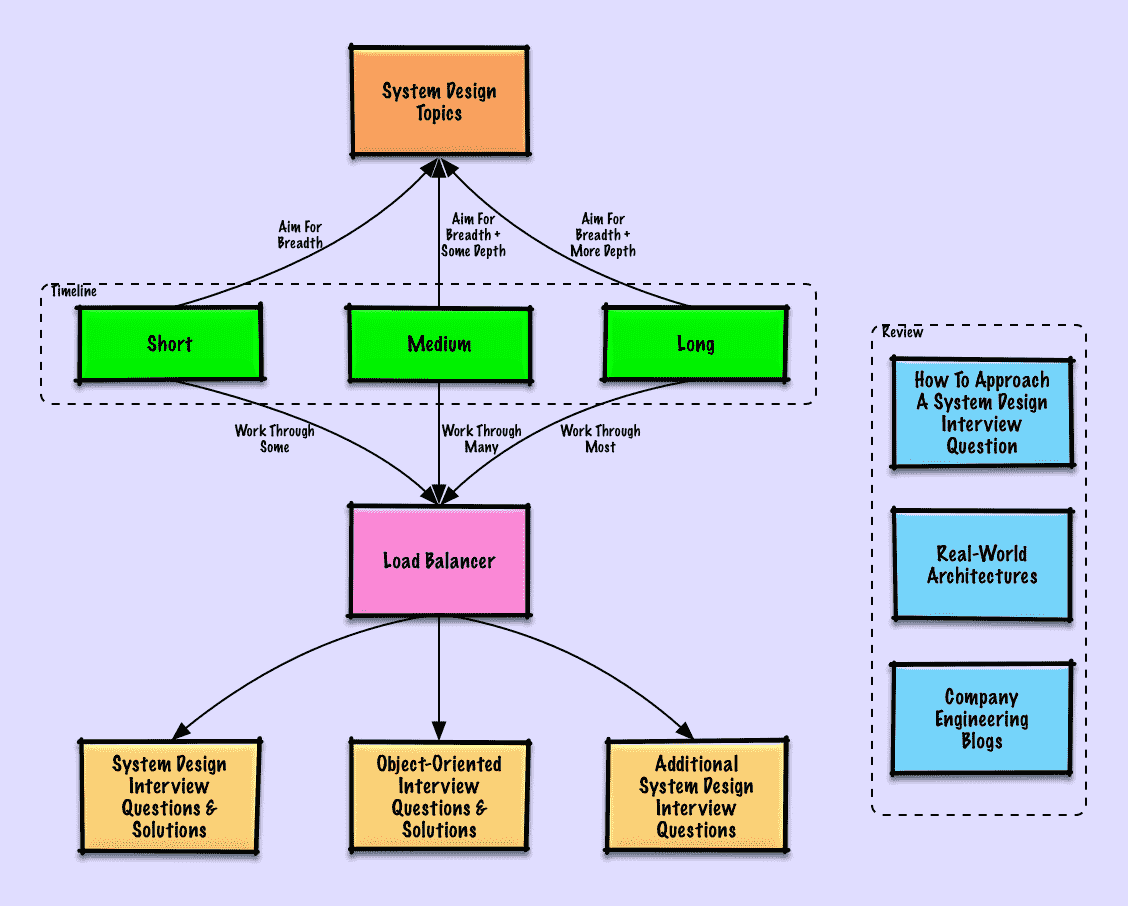 System Design
Topics
Aim For
Breadth
Aim For
Breadth +
Some Depth
Aim For
Breadth +
More Depth
Timeline
Short
Medium
Long
Work Through
Some
Work Through
Many
Work Through
Most
Load Balancer
System Design
Interview
Questions &
Solutions
Object-Oriented
Interview
Questions &
Solutions
Additional
System Design
Interview
Questions
Review
How To Approach
A System Design
Interview
Question
Real-World
Architectures
Company
Engineering
Blogs